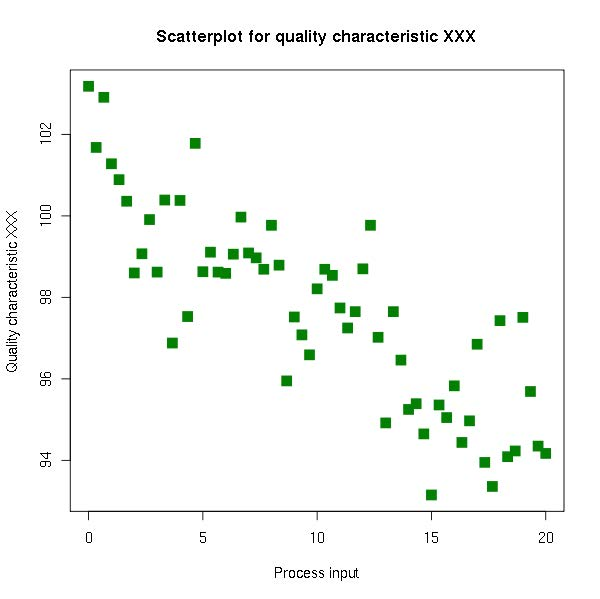 Scatterplot for quality characteristic XXX
Quality characteristic XXX
102
100
98
96
94
0 5 10 15 20
Process input